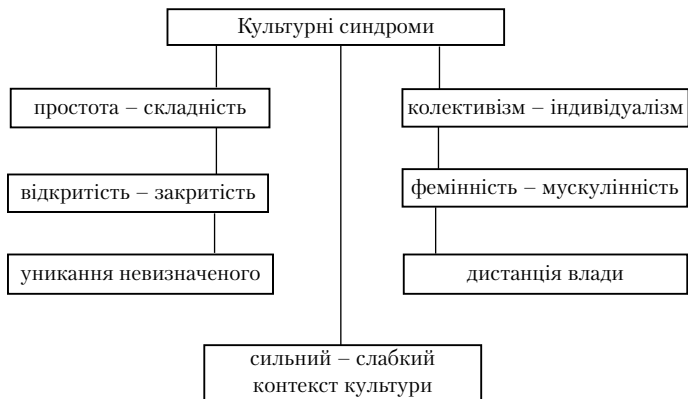 Культурні синдроми
простота – складність
колективізм – індивідуалізм
відкритість – закритість
фемінність – мускулінність
уникання невизначеного
дистанція влади
сильний – слабкий
контекст культури